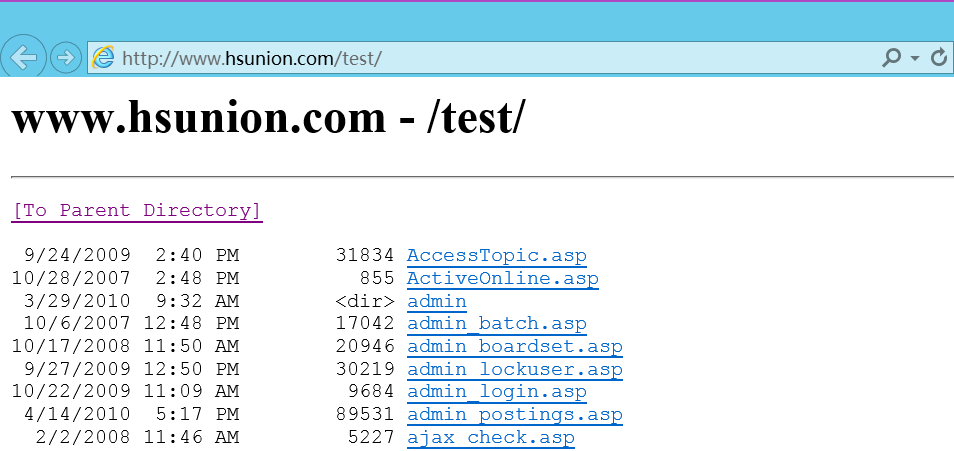 http://www.hsunion.com/test/
www.hsunion.com - /test/
[To Parent Directory]
9/24/2009 2:40 PM 31834 AccessTopic.asp
10/28/2007 2:48 PM 855 ActiveOnline.asp
3/29/2010 9:32 AM <dir> admin
10/6/2007 12:48 PM 17042 admin_batch.asp
10/17/2008 11:50 AM 20946 admin_boardset.asp
9/27/2009 12:50 PM 30219 admin_lockuser.asp
10/22/2009 11:09 AM 9684 admin_login.asp
4/14/2010 5:17 PM 89531 admin_postings.asp
2/2/2008 11:46 AM 5227 ajax_check.asp